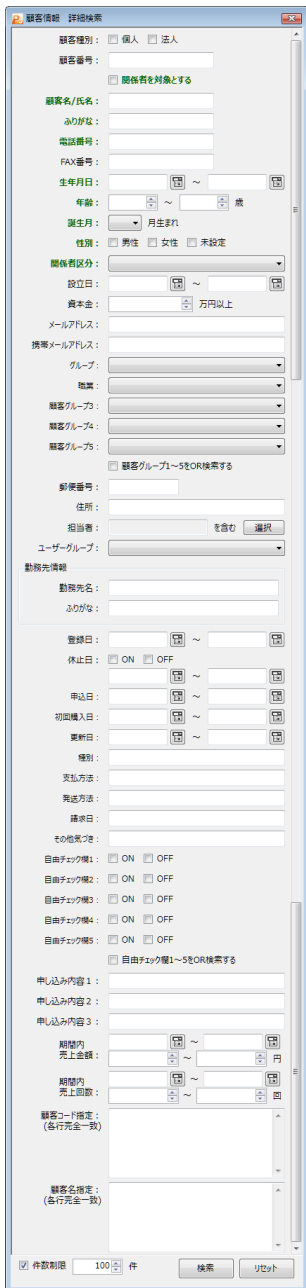 顧客情報　詳細検索
顧客種別： 個人 法人
顧客番号：
関係者を対象とする
顧客名/氏名：
ふりがな：
電話番号：
FAX番号：
生年月日： ～
年齢： ～ 歳
誕生月： 月生まれ
性別： 男性 女性 未設定
関係者区分：
設立日： ～
資本金： 万円以上
メールアドレス：
携帯メールアドレス：
グループ：
職業：
顧客グループ3：
顧客グループ4：
顧客グループ5：
顧客グループ1～5をOR検索する
郵便番号：
住所：
担当者： を含む 選択
ユーザーグループ：
勤務先情報
勤務先名：
ふりがな：
登録日： ～
休止日： ON OFF
～
申込日： ～
初回購入日： ～
更新日： ～
種別：
支払方法：
発送方法：
請求日：
その他気づき：
自由チェック欄1： ON OFF
自由チェック欄2： ON OFF
自由チェック欄3： ON OFF
自由チェック欄4： ON OFF
自由チェック欄5： ON OFF
自由チェック欄1～5をOR検索する
申し込み内容１：
申し込み内容２：
申し込み内容３：
期間内 ～
売上金額： ～ 円
期間内 ～
売上回数： ～ 回
顧客コード指定：
(各行完全一致)
顧客名指定：
(各行完全一致)
件数制限 100 件 検索 リセット